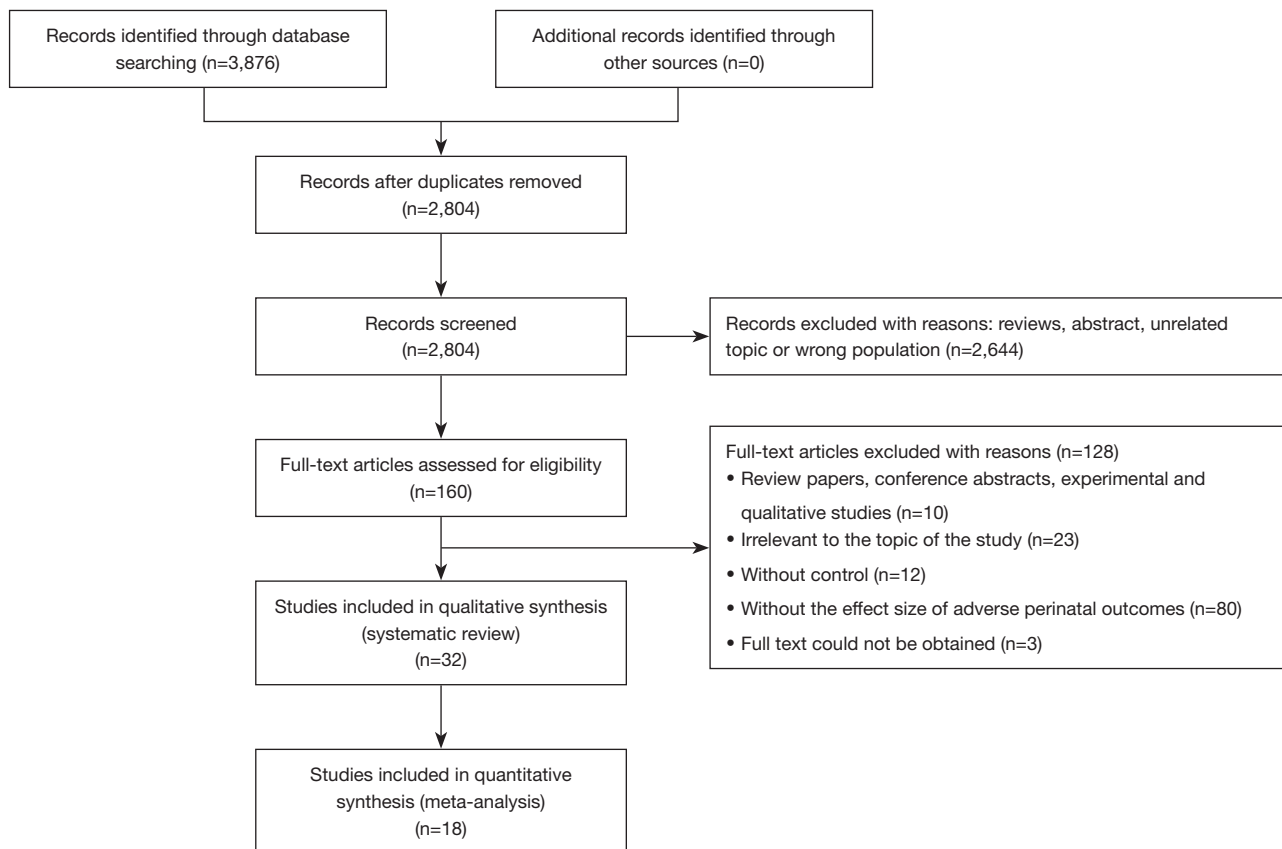 Records identified through database
searching (n=3,876)
Additional records identified through
other sources (n=0)
Records after duplicates removed
(n=2,804)
Records screened
(n=2,804)
Records excluded with reasons: reviews, abstract, unrelated
topic or wrong population (n=2,644)
Full-text articles assessed for eligibility
(n=160)
Full-text articles excluded with reasons (n=128)
• Review papers, conference abstracts, experimental and
qualitative studies (n=10)
• Irrelevant to the topic of the study (n=23)
• Without control (n=12)
• Without the effect size of adverse perinatal outcomes (n=80)
• Full text could not be obtained (n=3)
Studies included in qualitative synthesis
(systematic review)
(n=32)
Studies included in quantitative
synthesis (meta-analysis)
(n=18)